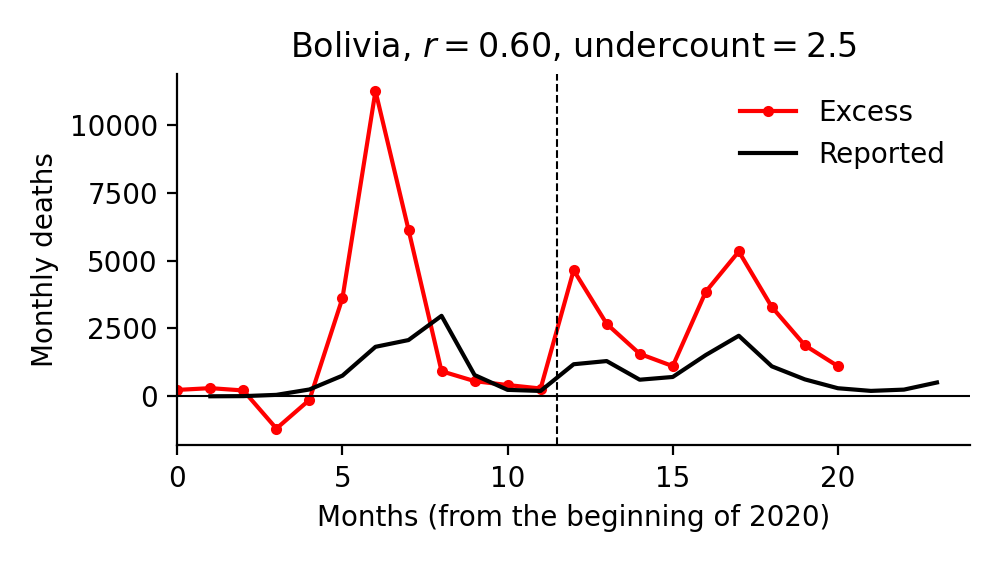 Bolivia, r = 0.60, undercount = 2.5
Excess
Reported
Monthly deaths
10000
7500
5000
2500
0
0 5 10 15 20
Months (from the beginning of 2020)